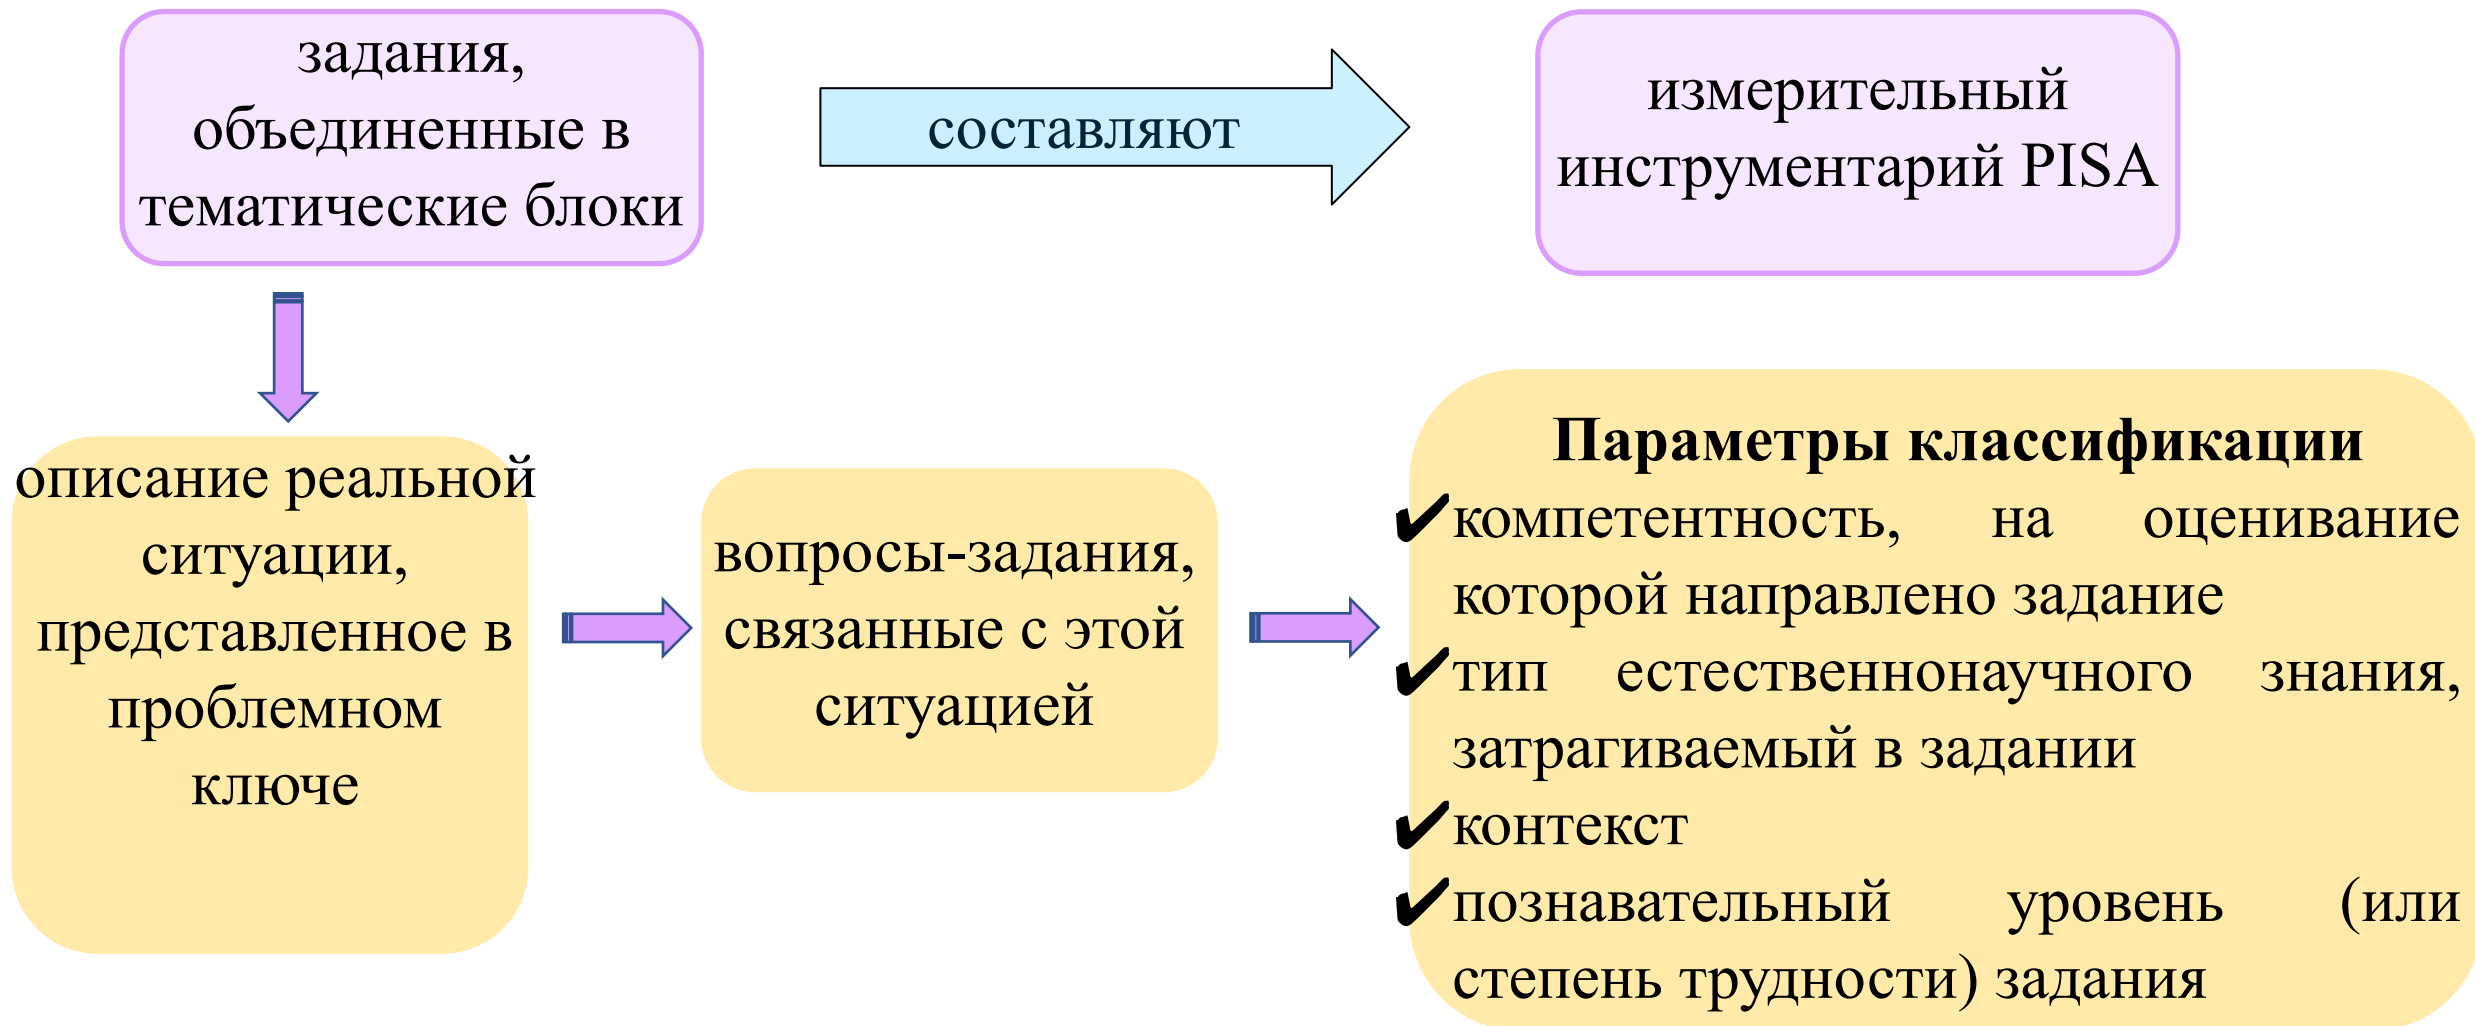 задания,
объединенные в
тематические блоки
составляют
измерительный
инструментарий PISA
описание реальной
ситуации,
представленное в
проблемном
ключе
вопросы-задания,
связанные с этой
ситуацией
Параметры классификации
✔компетентность, на оценивание
которой направлено задание
✔тип естественнонаучного знания,
затрагиваемый в задании
✔контекст
✔познавательный уровень (или
степень трудности) задания